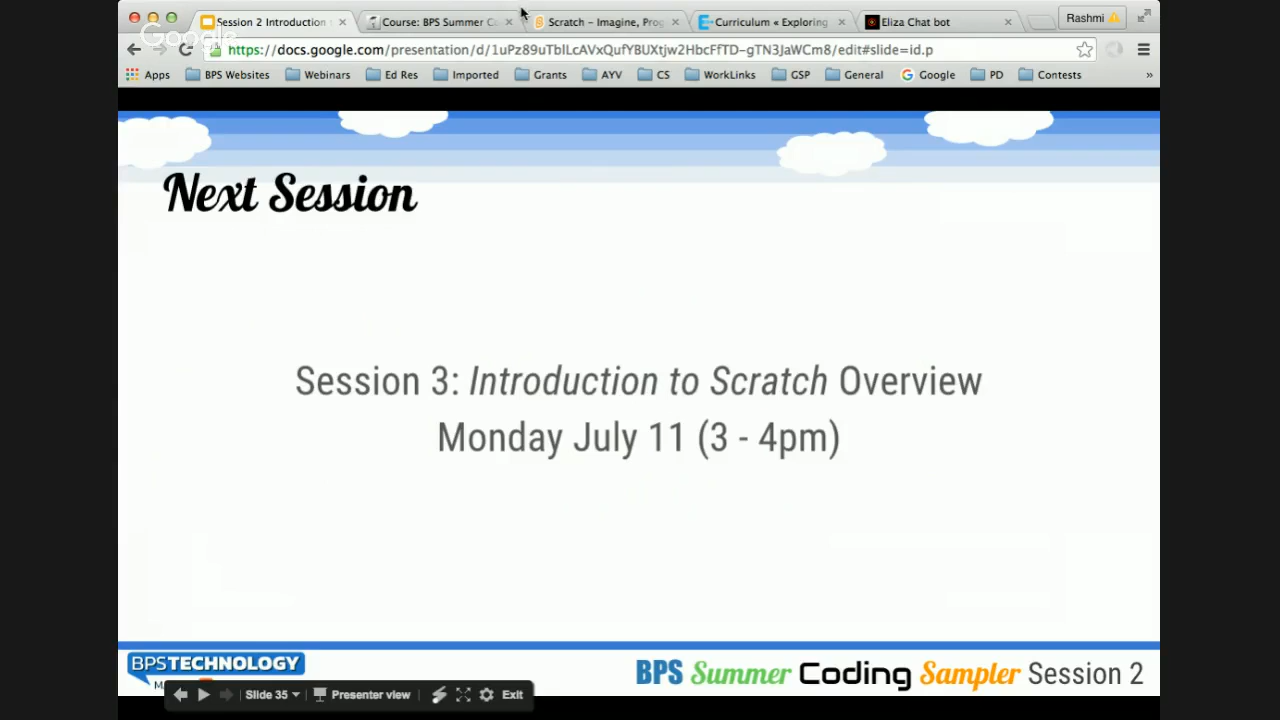 Session 2 Introduction
Course: BPS Summer Co
Scratch – Imagine, Prog
Curriculum « Exploring
Eliza Chat bot
Rashmi
Google
https://docs.google.com/presentation/d/1uPz89uTblLcAVxQufYBUXtjw2HbcFfTD-gTN3JaWCm8/edit#slide=id.p
Apps BPS Websites Webinars Ed Res Imported Grants AYV CS WorkLinks GSP General Google PD Contests »
Next Session
Session 3: Introduction to Scratch Overview
Monday July 11 (3 - 4pm)
BPSTECHNOLOGY
BPS Summer Coding Sampler Session 2
Slide 35 Presenter view Exit